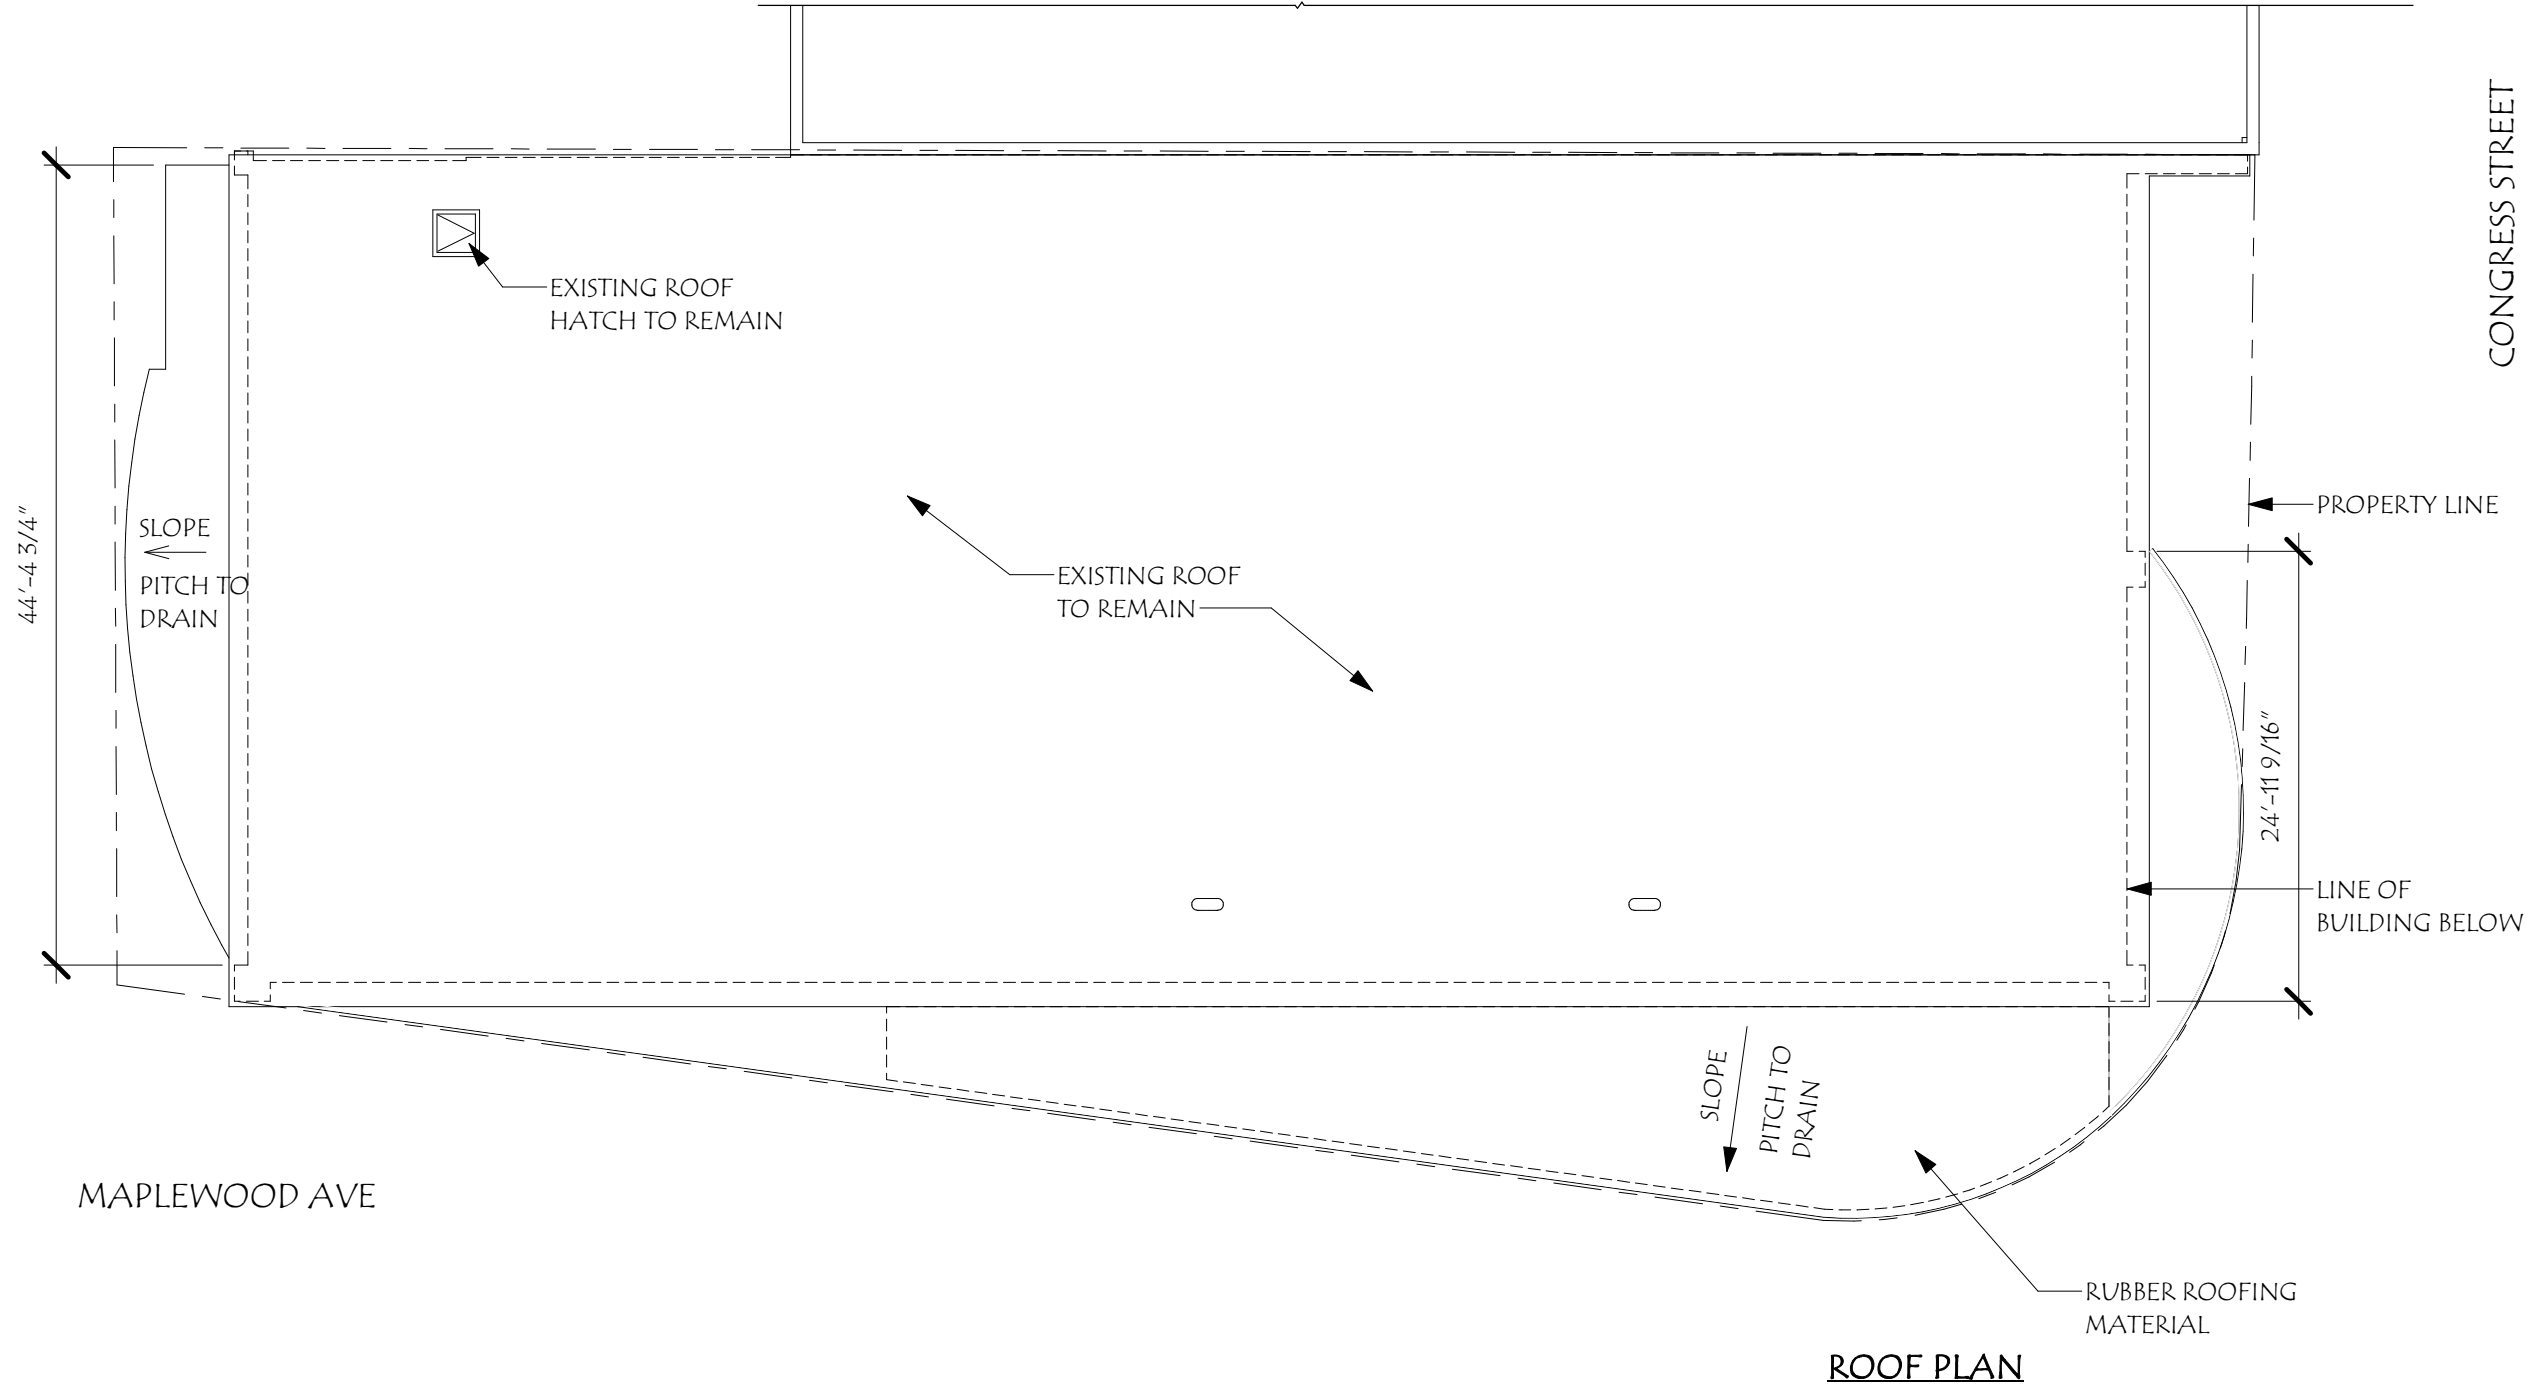 CONGRESS STREET
EXISTING ROOF
HATCH TO REMAIN
PROPERTY LINE
44'-4 3/4"
SLOPE
PITCH TO
DRAIN
EXISTING ROOF
TO REMAIN
24'-11 9/16"
LINE OF
BUILDING BELOW
SLOPE
PITCH TO
DRAIN
MAPLEWOOD AVE
RUBBER ROOFING
MATERIAL
ROOF PLAN